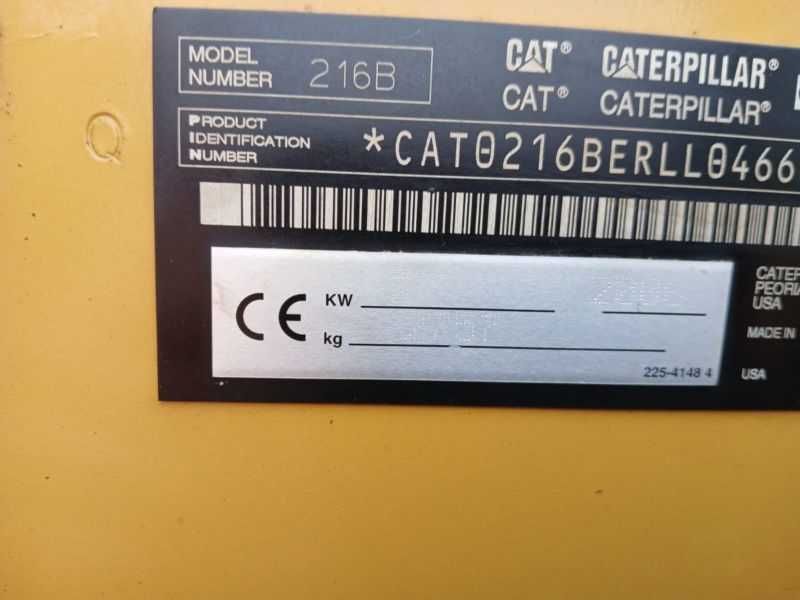 MODEL NUMBER 216B
CAT® CATERPILLAR®
CAT® CATERPILLAR®
PRODUCT
IDENTIFICATION
NUMBER
*CAT0216BERLL0466
CE
KW
kg
225-4148 4
CATER
PEORIA
USA
MADE IN
USA
Q